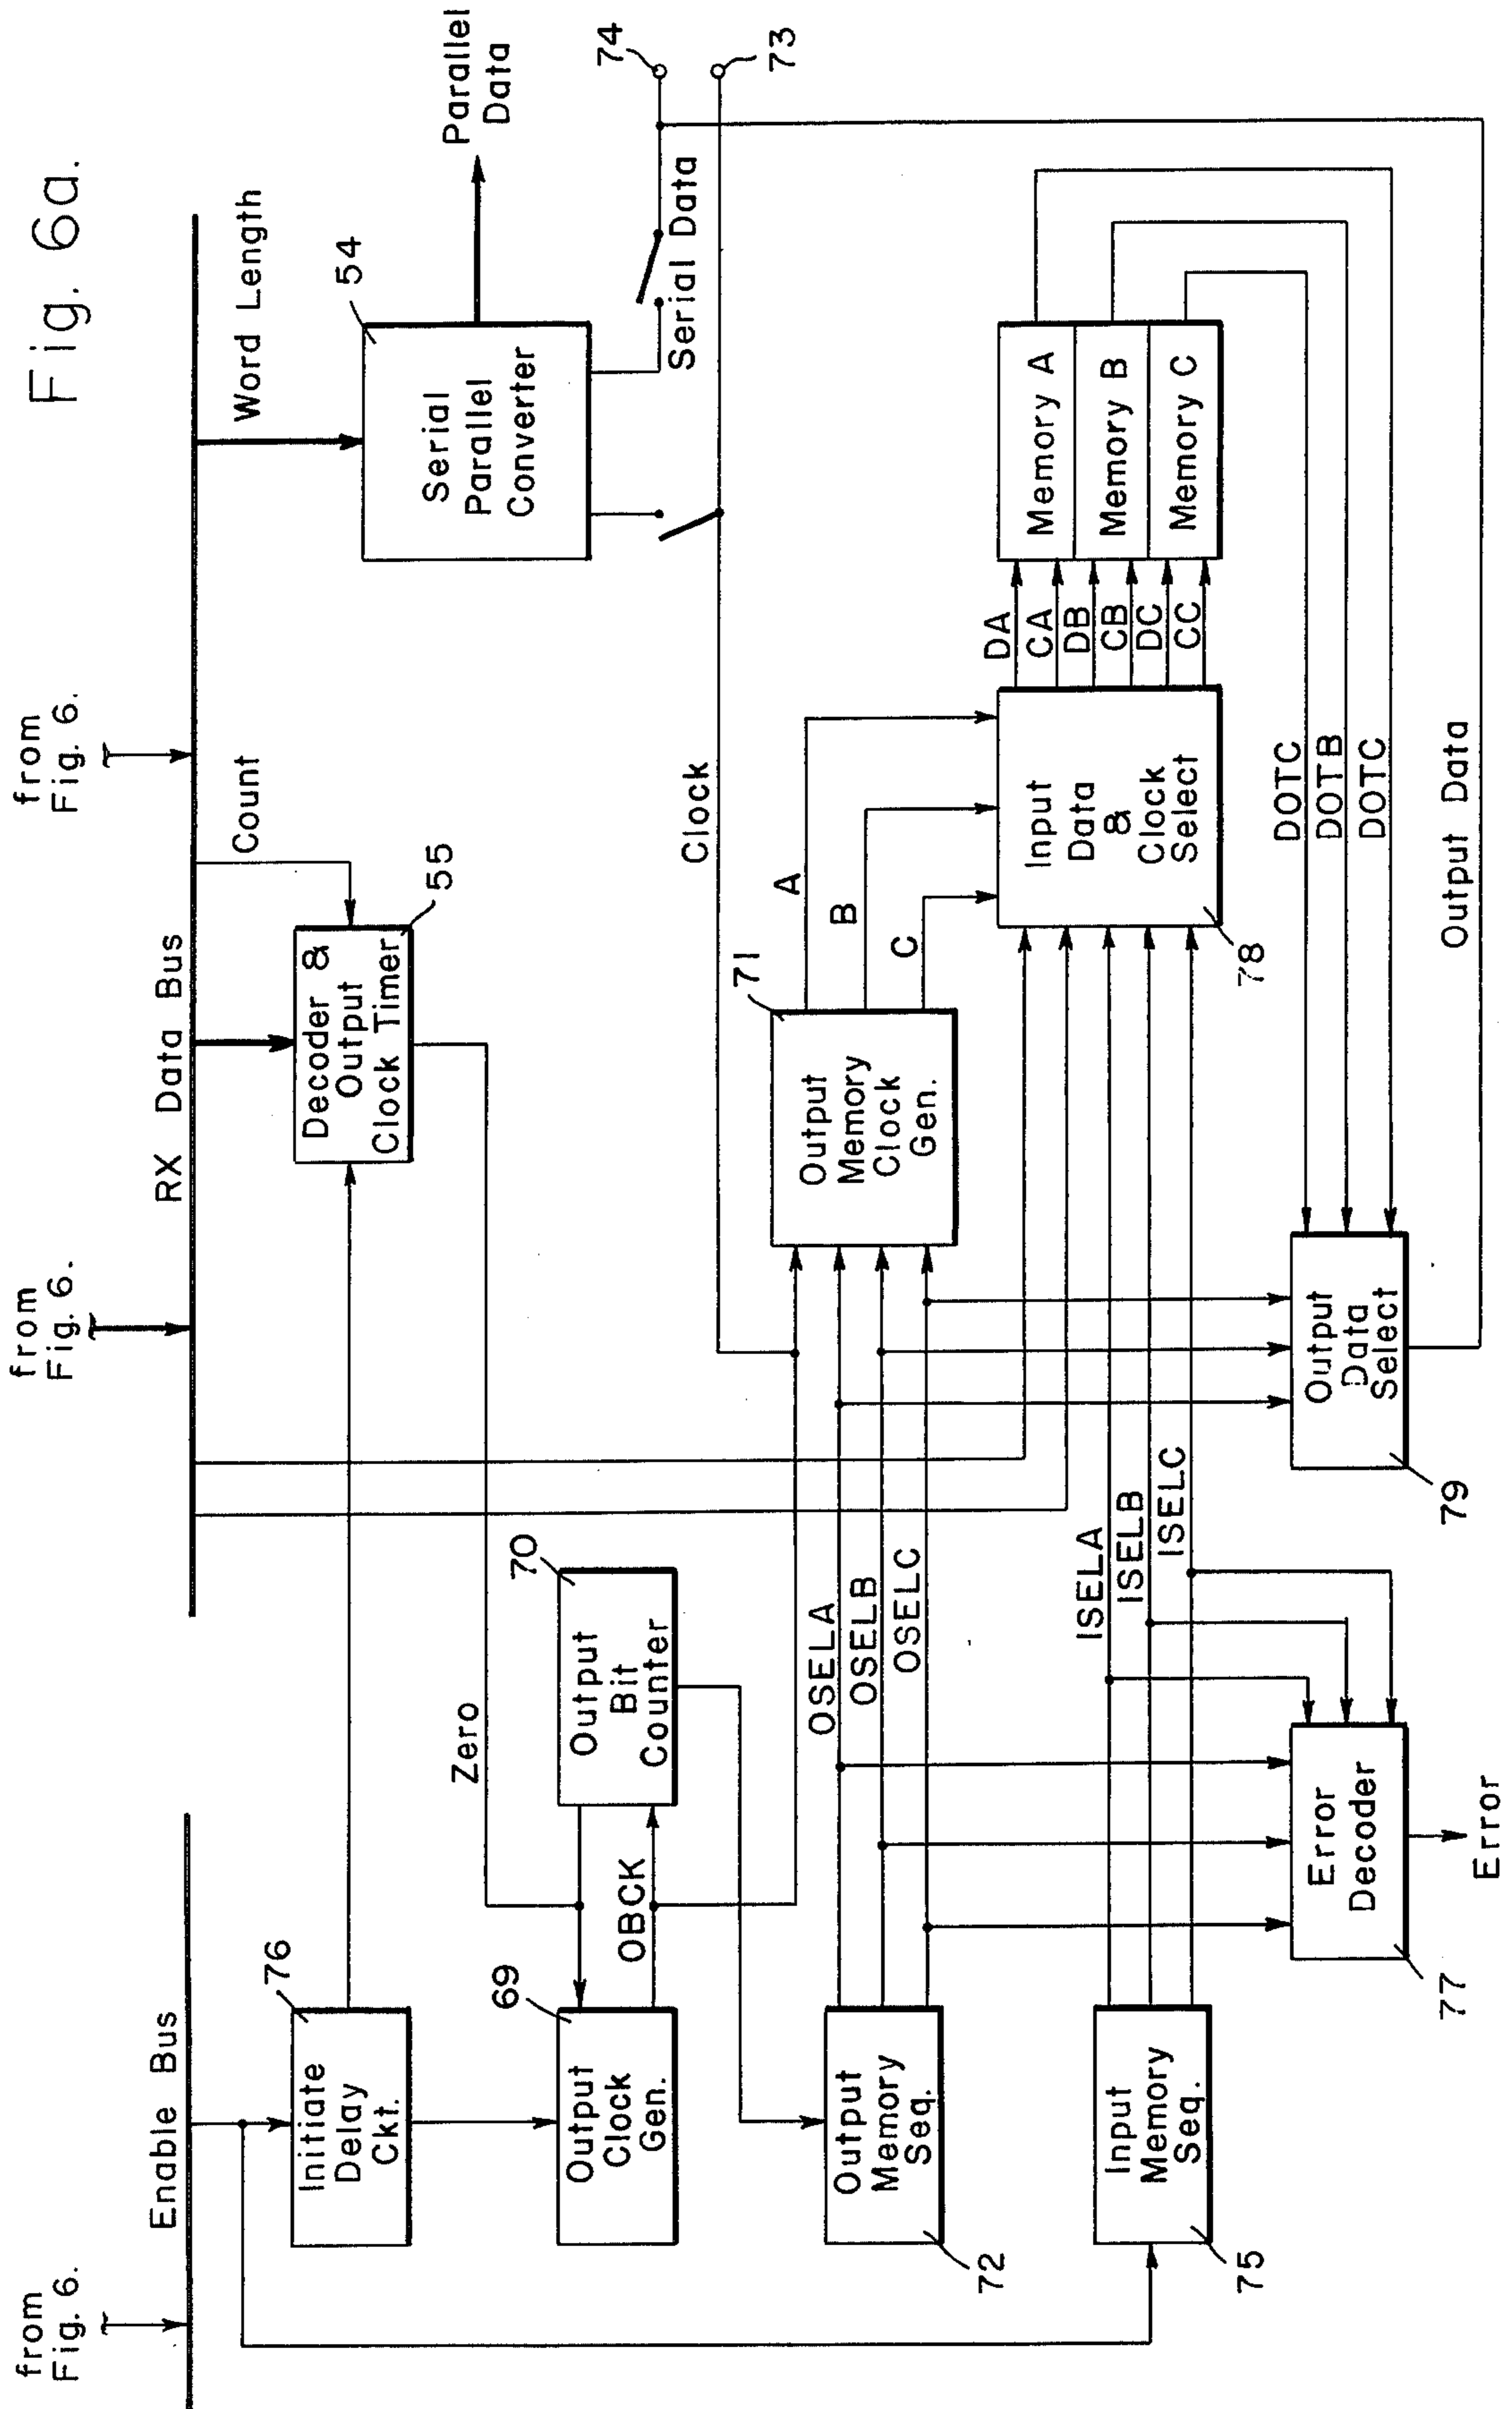 Fig. 6a.
from
Fig. 6.
from
Fig. 6.
from
Fig. 6.
Enable Bus
RX Data Bus
Count
Word Length
76
Initiate
Delay
Ckt.
Decoder &
Output
Clock Timer
55
54
Serial
Parallel
Converter
Parallel
Data
Zero
69
Output
Clock
Gen.
OBCK
70
Output
Bit
Counter
Serial Data
74
73
Clock
71
Output
Memory
Clock
Gen.
A
B
C
Output
Memory
Seq.
72
OSELA
OSELB
OSELC
Input
Memory
Seq.
75
ISELA
ISELB
ISELC
Input
Data
&
Clock
Select
78
DA
CA
DB
CB
DC
CC
Memory A
Memory B
Memory C
Error
Decoder
77
Error
Output
Data
Select
79
DOTC
DOTB
DOTC
Output Data